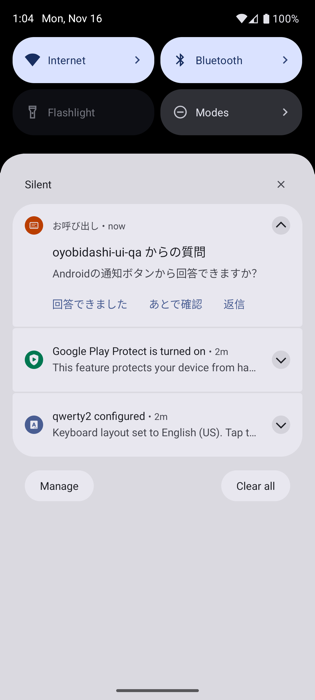 1:04 Mon, Nov 16 100%
Internet
Bluetooth
Flashlight
Modes
Silent
お呼び出し • now
oyobidashi-ui-qa からの質問
Androidの通知ボタンから回答できますか?
回答できました あとで確認 返信
Google Play Protect is turned on • 2m
This feature protects your device from ha…
qwerty2 configured • 2m
Keyboard layout set to English (US). Tap t…
Manage
Clear all